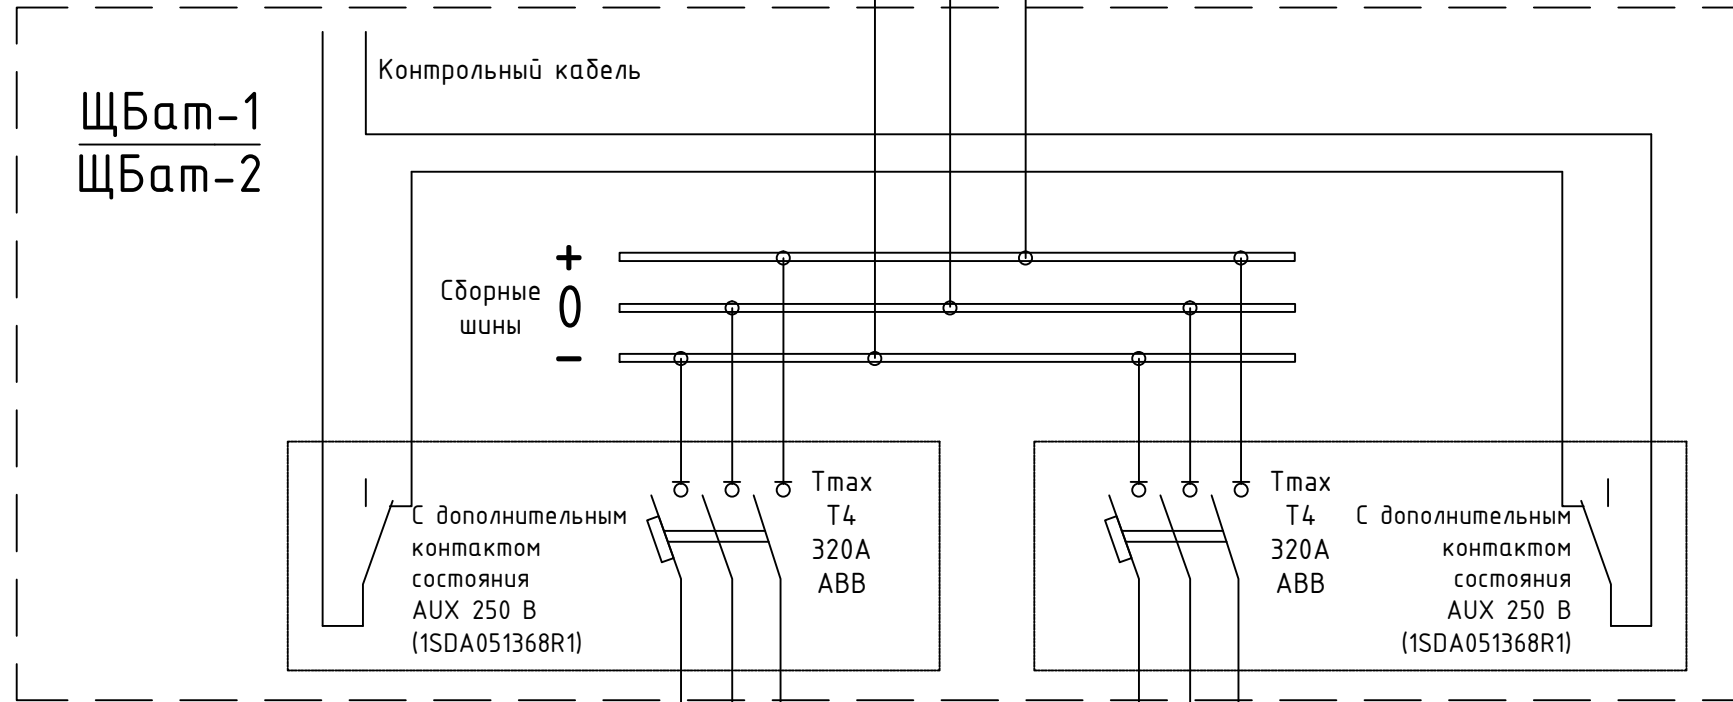 Контрольный кабель
ЩБат-1
ЩБат-2
+
Сборные
шины
0
-
С дополнительным
контактом
состояния
AUX 250 В
(1SDA051368R1)
Tmax
T4
320A
ABB
Tmax
T4
320A
ABB
С дополнительным
контактом
состояния
AUX 250 В
(1SDA051368R1)